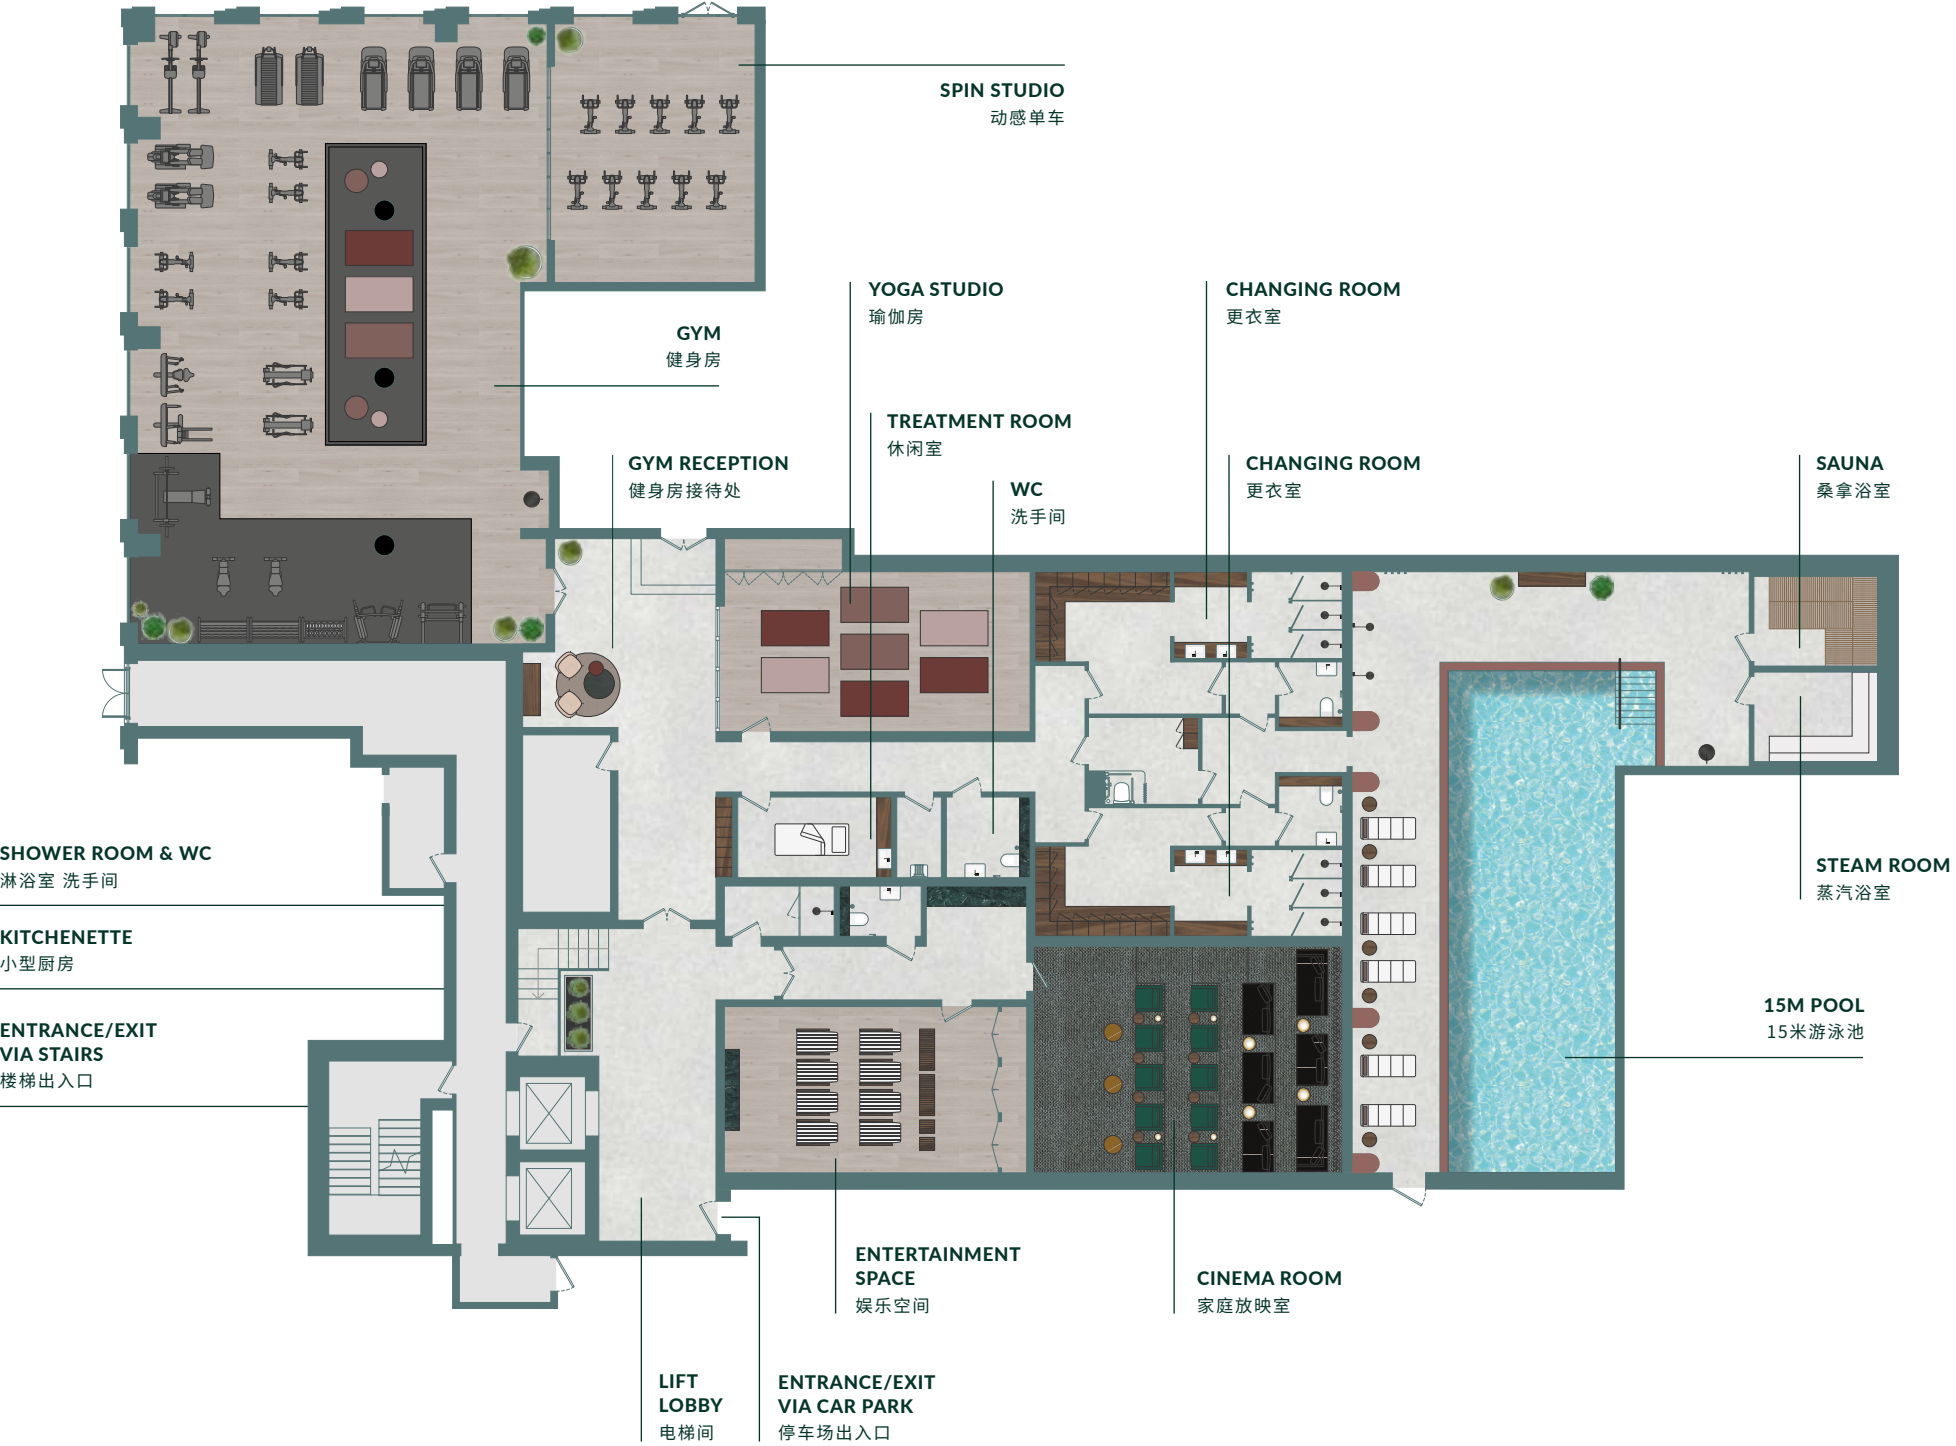 SPIN STUDIO
动感单车
YOGA STUDIO
瑜伽房
CHANGING ROOM
更衣室
GYM
健身房
TREATMENT ROOM
休闲室
GYM RECEPTION
健身房接待处
WC
洗手间
CHANGING ROOM
更衣室
SAUNA
桑拿浴室
SHOWER ROOM & WC
淋浴室 洗手间
STEAM ROOM
蒸汽浴室
KITCHENETTE
小型厨房
ENTRANCE/EXIT
VIA STAIRS
楼梯出入口
15M POOL
15米游泳池
ENTERTAINMENT
SPACE
娱乐空间
CINEMA ROOM
家庭放映室
LIFT
LOBBY
电梯间
ENTRANCE/EXIT
VIA CAR PARK
停车场出入口